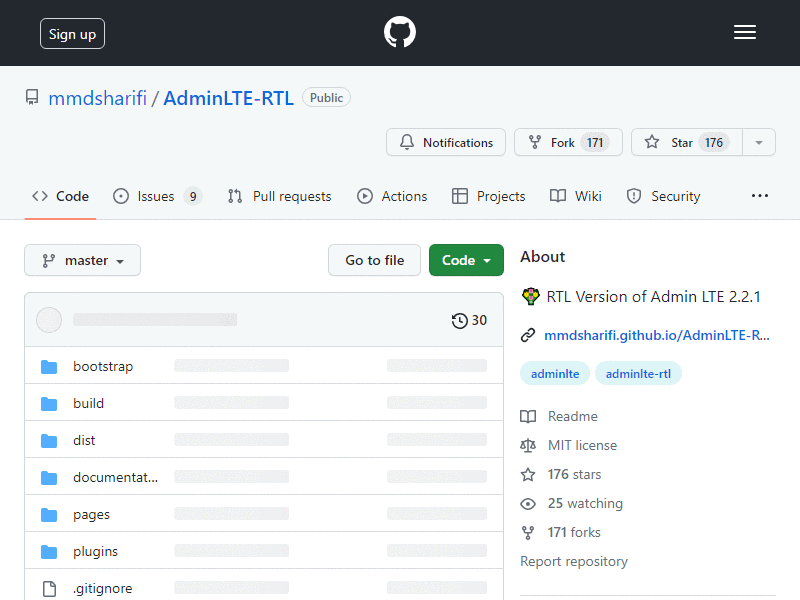 Sign up
mmdsharifi / AdminLTE-RTL Public
Notifications Fork 171 Star 176
Code Issues 9 Pull requests Actions Projects Wiki Security
master Go to file Code
About
RTL Version of Admin LTE 2.2.1
mmdsharifi.github.io/AdminLTE-R...
adminlte adminlte-rtl
30
bootstrap
build
dist
documentat...
pages
plugins
.gitignore
Readme
MIT license
176 stars
25 watching
171 forks
Report repository